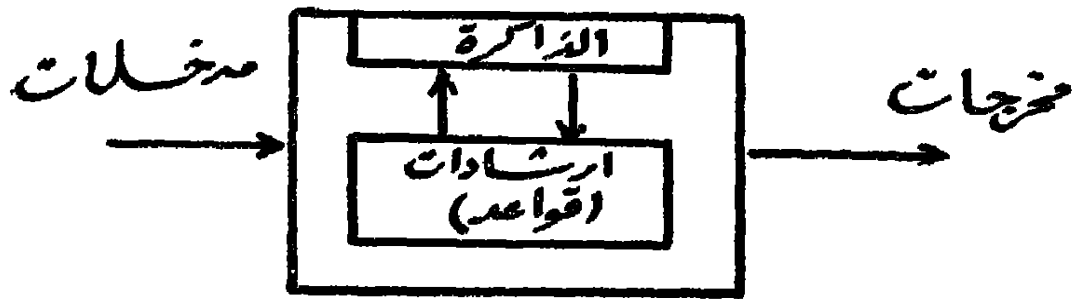 الذاكرة
مدخلات
مخرجات
ارشادات
(قواعد)